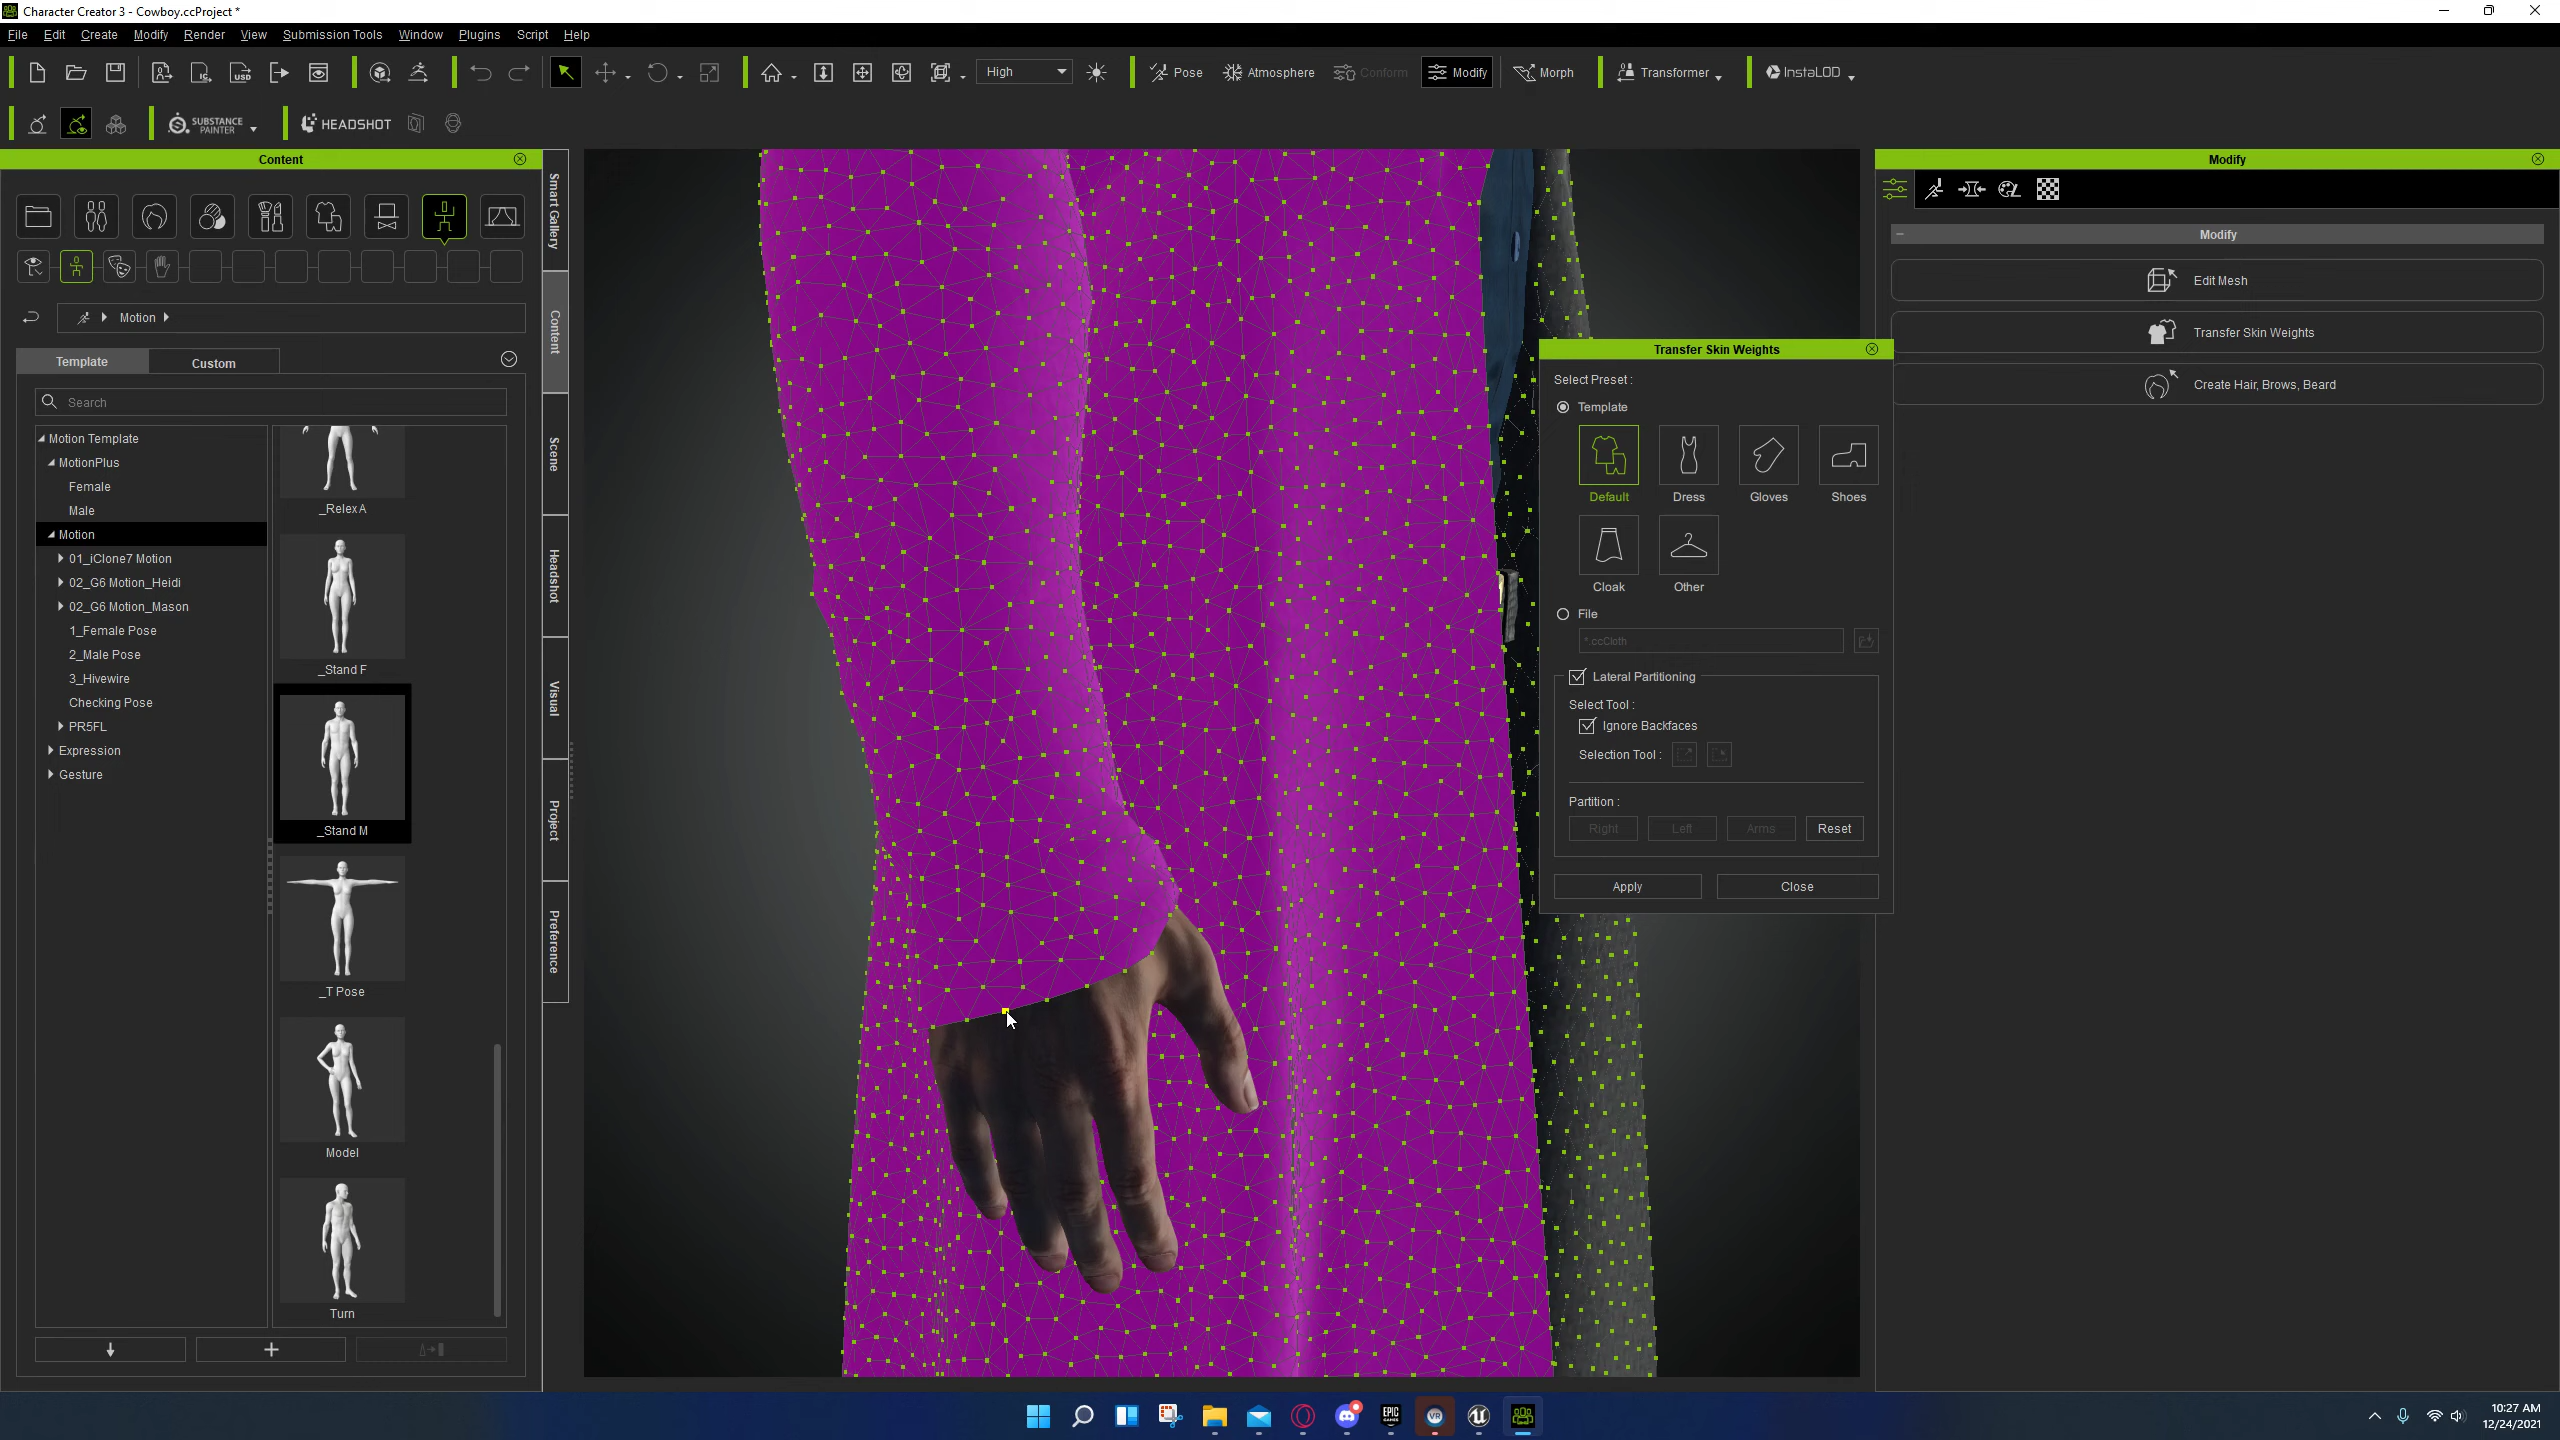 Character Creator 3 - Cowboy.ccProject *
File Edit Create Modify Render View Submission Tools Window Plugins Script Help
High Pose Atmosphere Conform Modify Morph Transformer InstaLOD
SUBSTANCE PAINTER HEADSHOT
Content
Motion
Template Custom
Search
Motion Template
MotionPlus
Female
Male
Motion
01_iClone7 Motion
02_G6 Motion_Heidi
02_G6 Motion_Mason
1_Female Pose
2_Male Pose
3_Hivewire
Checking Pose
PR5FL
Expression
Gesture
_Relex A
_Stand F
_Stand M
_T Pose
Model
Turn
Smart Gallery
Content
Scene
Headshot
Visual
Project
Preference
Transfer Skin Weights
Select Preset :
Template
Default Dress Gloves Shoes
Cloak Other
File
*.ccCloth
Lateral Partitioning
Select Tool :
Ignore Backfaces
Selection Tool :
Partition :
Right Left Arms Reset
Apply Close
Modify
Modify
Edit Mesh
Transfer Skin Weights
Create Hair, Brows, Beard
EPIC GAMES
VR
10:27 AM
12/24/2021